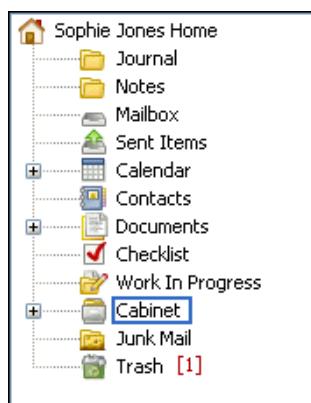 Sophie Jones Home
Journal
Notes
Mailbox
Sent Items
Calendar
Contacts
Documents
Checklist
Work In Progress
Cabinet
Junk Mail
Trash [1]